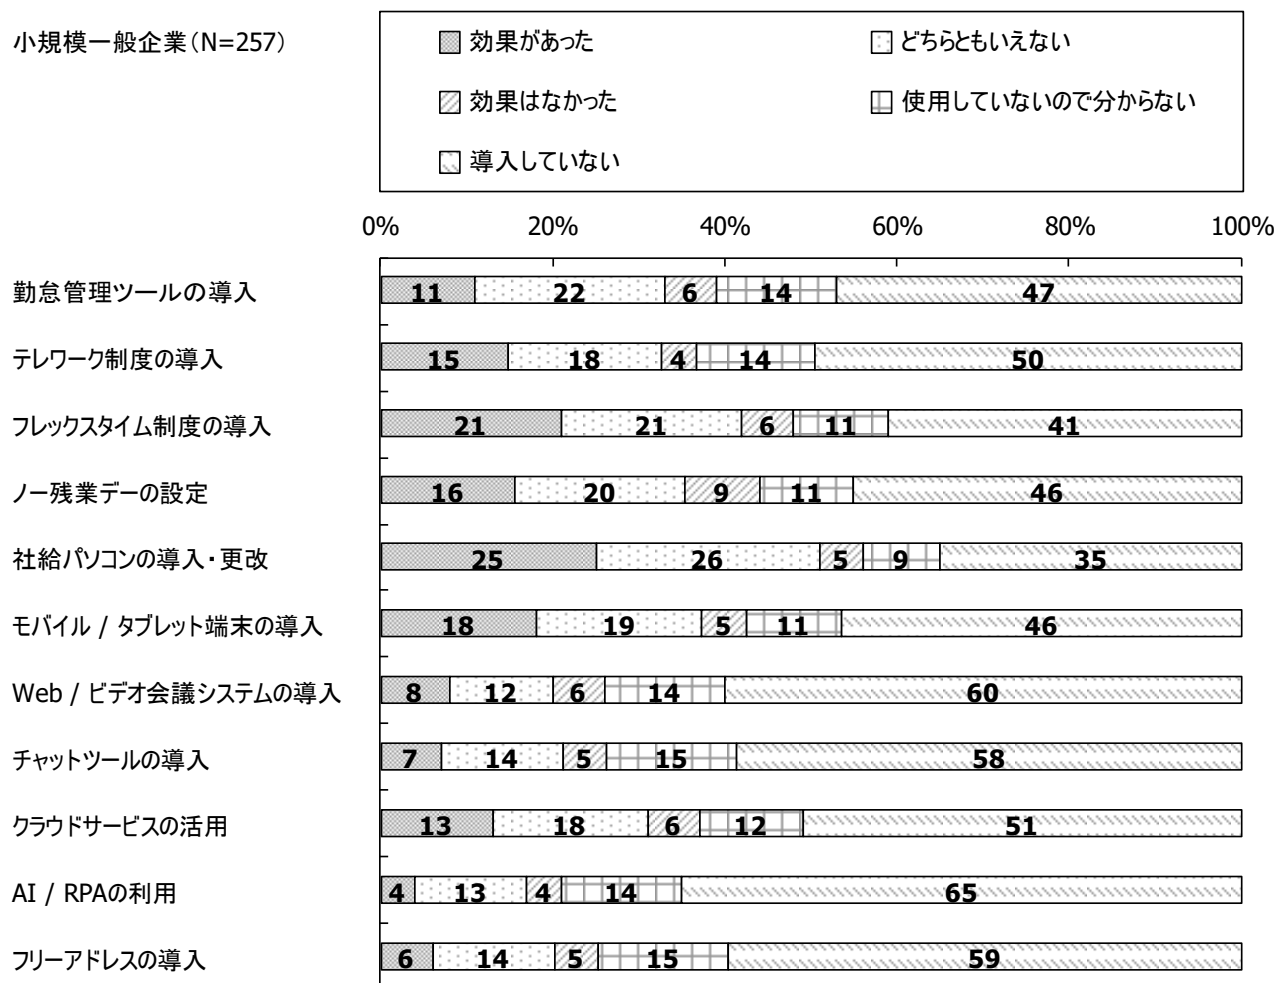 小規模一般企業(N=257)
効果があった どちらともいえない
効果はなかった 使用していないので分からない
導入していない
0% 20% 40% 60% 80% 100%
勤怠管理ツールの導入 11 22 6 14 47
テレワーク制度の導入 15 18 4 14 50
フレックスタイム制度の導入 21 21 6 11 41
ノー残業デーの設定 16 20 9 11 46
社給パソコンの導入・更改 25 26 5 9 35
モバイル / タブレット端末の導入 18 19 5 11 46
Web / ビデオ会議システムの導入 8 12 6 14 60
チャットツールの導入 7 14 5 15 58
クラウドサービスの活用 13 18 6 12 51
AI / RPAの利用 4 13 4 14 65
フリーアドレスの導入 6 14 5 15 59